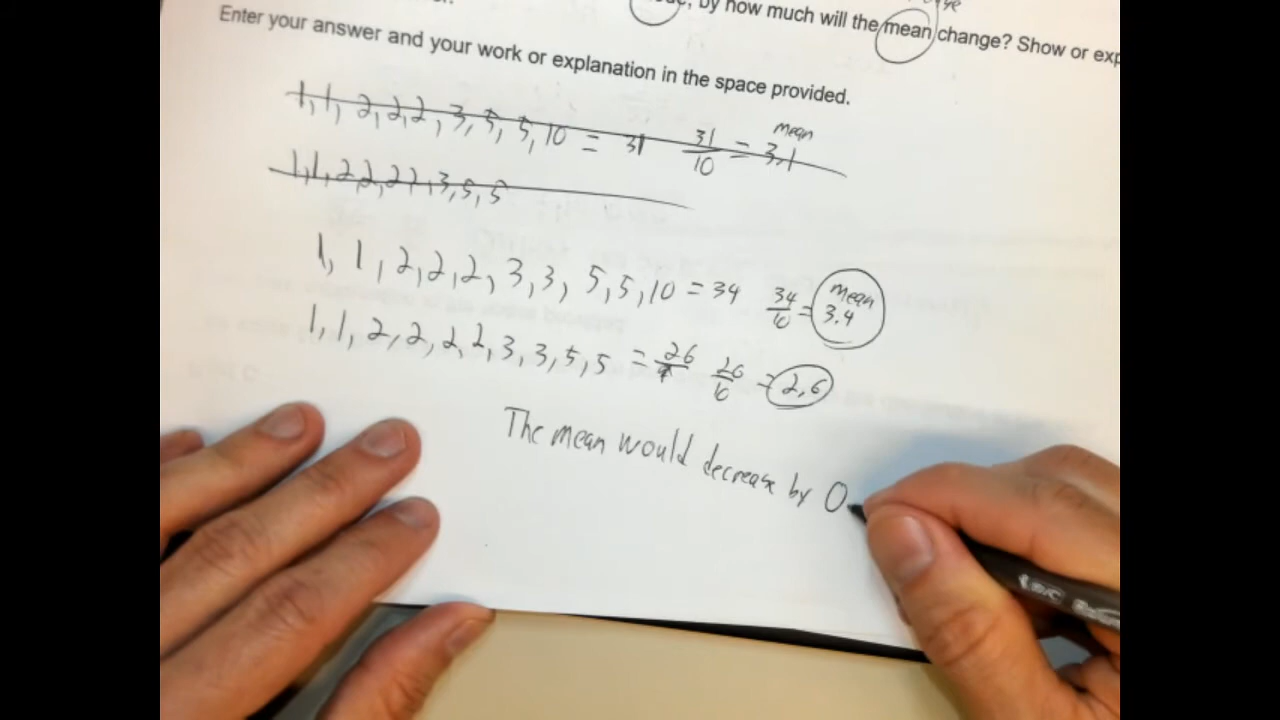 by how much will the mean change? Show or
Enter your answer and your work or explanation in the space provided.
1, 1, 2, 2, 2, 3, 5, 5, 10 = 31 31/10 = 3.1 mean
1, 1, 2 2, 2 2, 3, 5, 5
1, 1, 2, 2, 2, 3, 3, 5, 5, 10 = 34 34/10 = 3.4 mean
1, 1, 2, 2, 2, 2, 3, 3, 5, 5 = 26 26/10 = 2.6
The mean would decrease by 0.